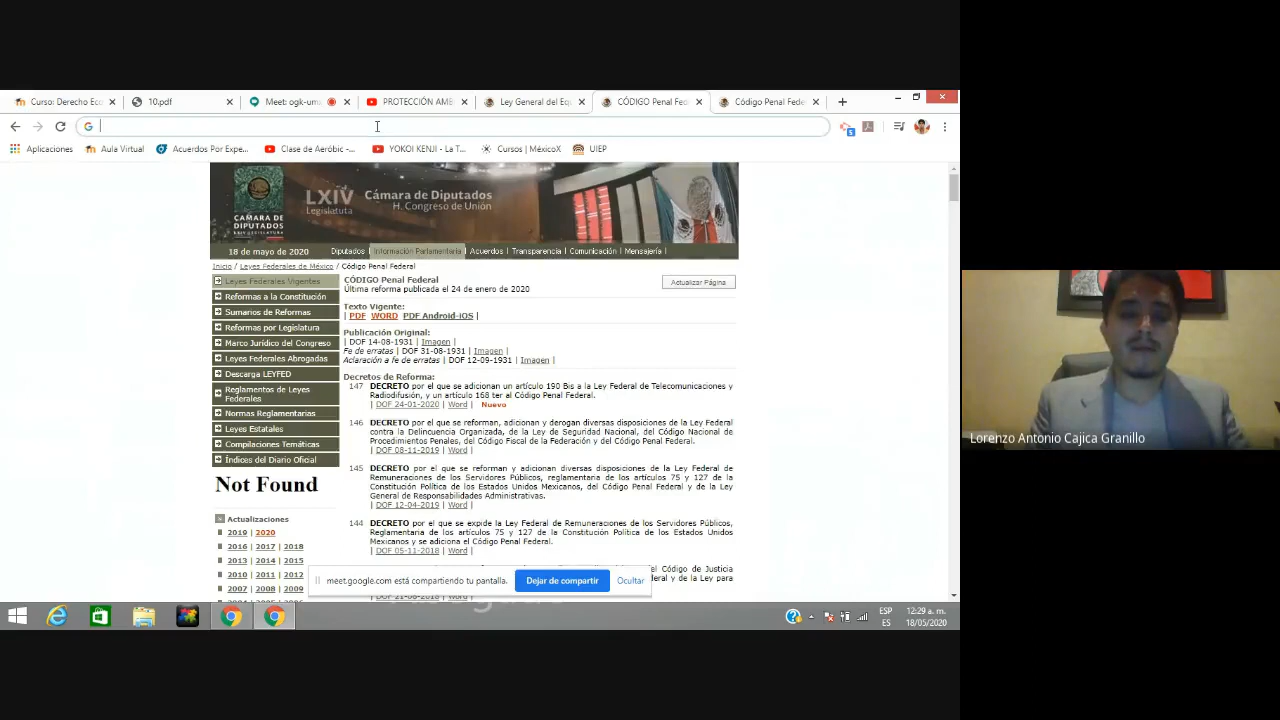 Curso: Derecho Eco
10.pdf
Meet: ogk-um
PROTECCIÓN AMB
Ley General del Eq
CÓDIGO Penal Fed
Código Penal Fede
Aplicaciones
Aula Virtual
Acuerdos Por Expe...
Clase de Aeróbic -...
YOKOI KENJI - La T...
Cursos | MéxicoX
UIEP
CÁMARA DE
DIPUTADOS
LXIV LEGISLATURA
LXIV
Legislatura
Cámara de Diputados
H. Congreso de Unión
18 de mayo de 2020
Diputados | Información Parlamentaria | Acuerdos | Transparencia | Comunicación | Mensajería |
Inicio / Leyes Federales de México / Código Penal Federal
Leyes Federales Vigentes
Reformas a la Constitución
Sumarios de Reformas
Reformas por Legislatura
Marco Jurídico del Congreso
Leyes Federales Abrogadas
Descarga LEYFED
Reglamentos de Leyes
Federales
Normas Reglamentarias
Leyes Estatales
Compilaciones Temáticas
Índices del Diario Oficial
Not Found
Actualizaciones
2019 | 2020
2016 | 2017 | 2018
2013 | 2014 | 2015
2010 | 2011 | 2012
2007 | 2008 | 2009
CÓDIGO Penal Federal
Última reforma publicada el 24 de enero de 2020
Actualizar Página
Texto Vigente:
| PDF WORD PDF Android-iOS |
Publicación Original:
| DOF 14-08-1931 | Imagen |
Fe de erratas | DOF 31-08-1931 | Imagen |
Aclaración a fe de erratas | DOF 12-09-1931 | Imagen |
Decretos de Reforma:
147 DECRETO por el que se adicionan un artículo 190 Bis a la Ley Federal de Telecomunicaciones y
Radiodifusión, y un artículo 168 ter al Código Penal Federal.
| DOF 24-01-2020 | Word | Nuevo
146 DECRETO por el que se reforman, adicionan y derogan diversas disposiciones de la Ley Federal
contra la Delincuencia Organizada, de la Ley de Seguridad Nacional, del Código Nacional de
Procedimientos Penales, del Código Fiscal de la Federación y del Código Penal Federal.
| DOF 08-11-2019 | Word |
145 DECRETO por el que se reforman y adicionan diversas disposiciones de la Ley Federal de
Remuneraciones de los Servidores Públicos, reglamentaria de los artículos 75 y 127 de la
Constitución Política de los Estados Unidos Mexicanos, del Código Penal Federal y de la Ley
General de Responsabilidades Administrativas.
| DOF 12-04-2019 | Word |
144 DECRETO por el que se expide la Ley Federal de Remuneraciones de los Servidores Públicos,
Reglamentaria de los artículos 75 y 127 de la Constitución Política de los Estados Unidos
Mexicanos y se adiciona el Código Penal Federal.
| DOF 05-11-2018 | Word |
el Código de Justicia
deral y de la Ley para
meet.google.com está compartiendo tu pantalla.
Dejar de compartir
Ocultar
ESP
ES
12:29 a. m.
18/05/2020
Lorenzo Antonio Cajica Granillo